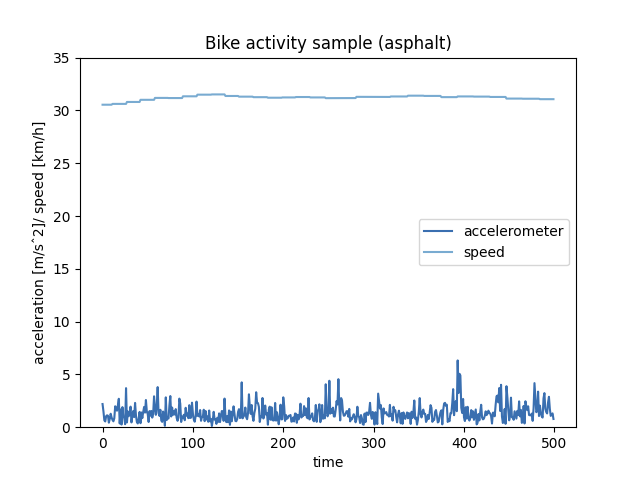 Bike activity sample (asphalt)
35
30
25
20
15
10
5
0
acceleration [m/s^2]/ speed [km/h]
accelerometer
speed
0 100 200 300 400 500
time